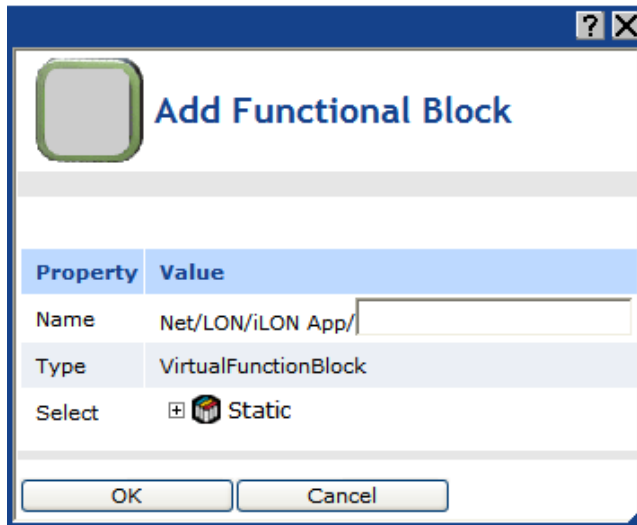 ? X
Add Functional Block
Property Value
Name Net/LON/iLON App/
Type VirtualFunctionBlock
Select Static
OK Cancel